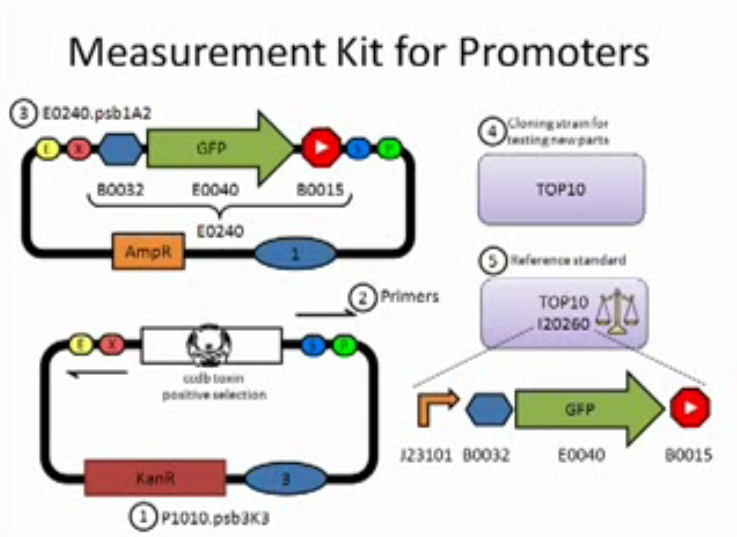 Measurement Kit for Promoters
3 E0240.psb1A2
E X GFP S P
B0032 E0040 B0015
E0240
AmpR 1
4 Cloning strain for
testing new parts
TOP10
5 Reference standard
TOP10
I20260
GFP
J23101 B0032 E0040 B0015
2 Primers
E X S P
ccdb toxin
positive selection
KanR 3
1 P1010.psb3K3